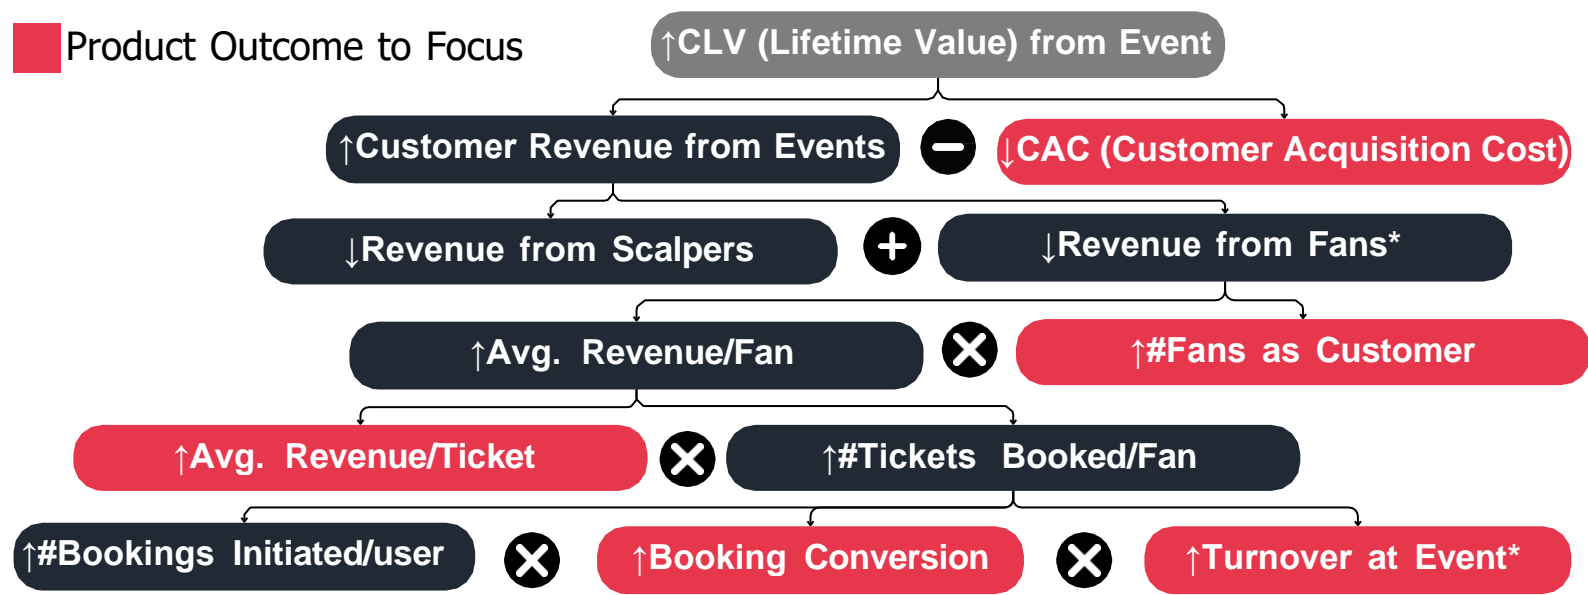 Product Outcome to Focus
↑CLV (Lifetime Value) from Event
↑Customer Revenue from Events
↓CAC (Customer Acquisition Cost)
↓Revenue from Scalpers
↓Revenue from Fans*
↑Avg. Revenue/Fan
↑#Fans as Customer
↑Avg. Revenue/Ticket
↑#Tickets Booked/Fan
↑#Bookings Initiated/user
↑Booking Conversion
↑Turnover at Event*